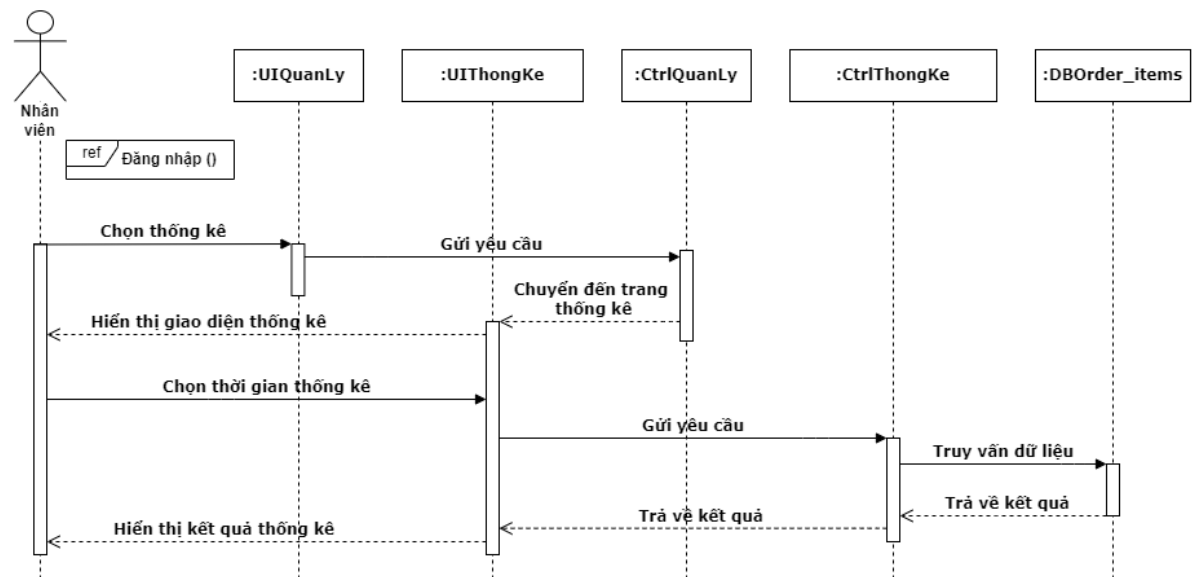 :UIQuanLy
:UIThongKe
:CtrlQuanLy
:CtrlThongKe
:DBOrder_items
Nhân
viên
ref
Đăng nhập ()
Chọn thống kê
Gửi yêu cầu
Chuyển đến trang
thống kê
Hiển thị giao diện thống kê
Chọn thời gian thống kê
Gửi yêu cầu
Truy vấn dữ liệu
Trả về kết quả
Trả về kết quả
Hiển thị kết quả thống kê